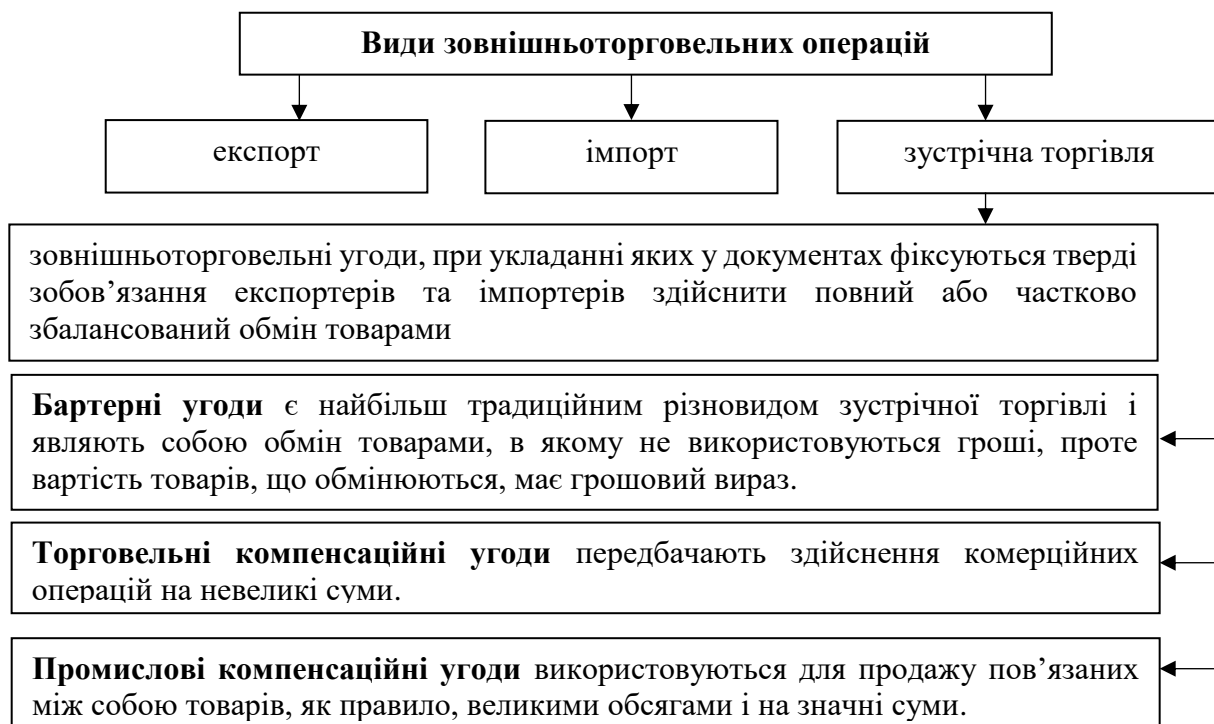 Види зовнішньоторговельних операцій
експорт
імпорт
зустрічна торгівля
зовнішньоторговельні угоди, при укладанні яких у документах фіксуються тверді
зобов’язання експортерів та імпортерів здійснити повний або частково
збалансований обмін товарами
Бартерні угоди є найбільш традиційним різновидом зустрічної торгівлі і
являють собою обмін товарами, в якому не використовуються гроші, проте
вартість товарів, що обмінюються, має грошовий вираз.
Торговельні компенсаційні угоди передбачають здійснення комерційних
операцій на невеликі суми.
Промислові компенсаційні угоди використовуються для продажу пов’язаних
між собою товарів, як правило, великими обсягами і на значні суми.